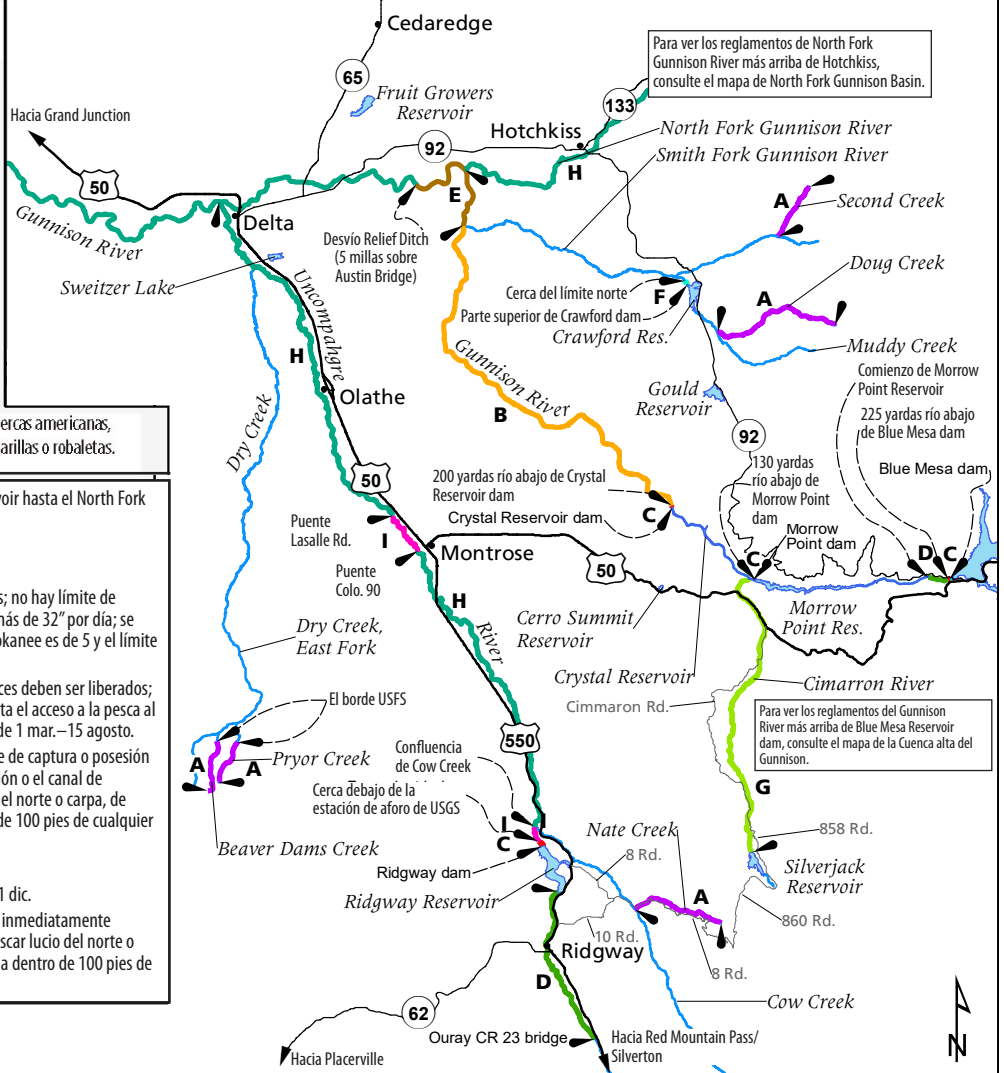 Cedaredge
65
Fruit Growers
Reservoir
Para ver los reglamentos de North Fork
Gunnison River más arriba de Hotchkiss,
consulte el mapa de North Fork Gunnison Basin.
Hacia Grand Junction
133
Hotchkiss
92
North Fork Gunnison River
Smith Fork Gunnison River
50
H
E
A
Second Creek
Gunnison River
Delta
Desvío Relief Ditch
(5 millas sobre
Austin Bridge)
Sweitzer Lake
Doug Creek
Cerca del límite norte
F
A
Parte superior de Crawford dam
Crawford Res.
Muddy Creek
Uncompahgre
H
Gunnison River
Comienzo de Morrow
Point Reservoir
Olathe
B
Gould
Reservoir
225 yardas río abajo
de Blue Mesa dam
ercas americanas,
arillas o robaletas.
Dry Creek
92
130 yardas
río abajo de
Morrow Point
dam
Blue Mesa dam
50
200 yardas río abajo de Crystal
Reservoir dam
voir hasta el North Fork
Puente
Lasalle Rd.
Crystal Reservoir dam
C
Morrow
Point dam
I
Montrose
C
D
C
Puente
Colo. 90
50
s; no hay límite de
más de 32” por día; se
okanee es de 5 y el límite
H
Cerro Summit
Reservoir
Morrow
Point Res.
Dry Creek,
East Fork
River
Crystal Reservoir
Cimarron River
ces deben ser liberados;
ta el acceso a la pesca al
de 1 mar.–15 agosto.
El borde USFS
Cimmaron Rd.
Para ver los reglamentos del Gunnison
River más arriba de Blue Mesa Reservoir
dam, consulte el mapa de la Cuenca alta del
Gunnison.
550
Confluencia
de Cow Creek
e de captura o posesión
ión o el canal de
el norte o carpa, de
de 100 pies de cualquier
A
A
Pryor Creek
Cerca debajo de la
estación de aforo de USGS
G
I
I
Nate Creek
858 Rd.
Beaver Dams Creek
C
8 Rd.
Ridgway dam
Silverjack
Reservoir
1 dic.
Ridgway Reservoir
A
860 Rd.
inmediatamente
scar lucio del norte o
a dentro de 100 pies de
10 Rd.
Ridgway
8 Rd.
D
Cow Creek
62
Ouray CR 23 bridge
Hacia Red Mountain Pass/
Silverton
Hacia Placerville
N